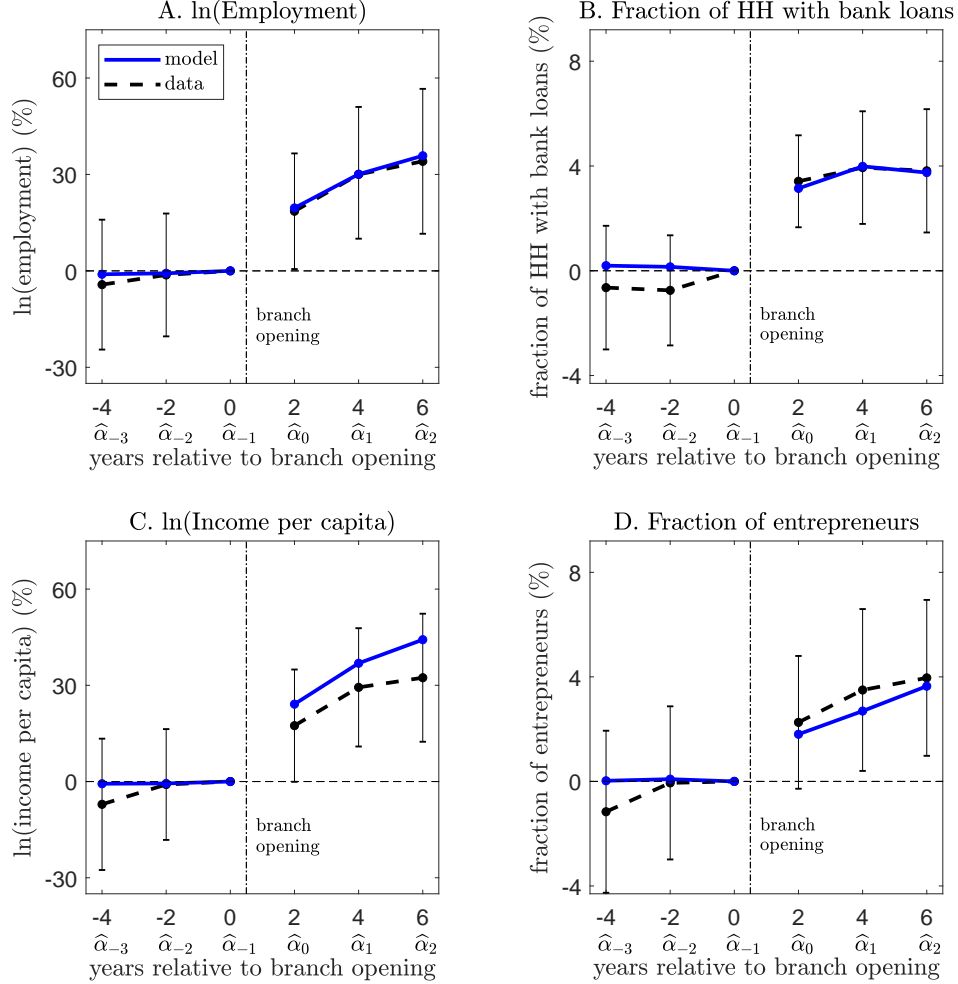 A. ln(Employment)
ln(employment) (%)
60
30
0
-30
model
data
branch
opening
-4 -2 0 2 4 6
α̂₋₃ α̂₋₂ α̂₋₁ α̂₀ α̂₁ α̂₂
years relative to branch opening
B. Fraction of HH with bank loans
fraction of HH with bank loans (%)
8
4
0
-4
branch
opening
-4 -2 0 2 4 6
α̂₋₃ α̂₋₂ α̂₋₁ α̂₀ α̂₁ α̂₂
years relative to branch opening
C. ln(Income per capita)
ln(income per capita) (%)
60
30
0
-30
branch
opening
-4 -2 0 2 4 6
α̂₋₃ α̂₋₂ α̂₋₁ α̂₀ α̂₁ α̂₂
years relative to branch opening
D. Fraction of entrepreneurs
fraction of entrepreneurs (%)
8
4
0
-4
branch
opening
-4 -2 0 2 4 6
α̂₋₃ α̂₋₂ α̂₋₁ α̂₀ α̂₁ α̂₂
years relative to branch opening